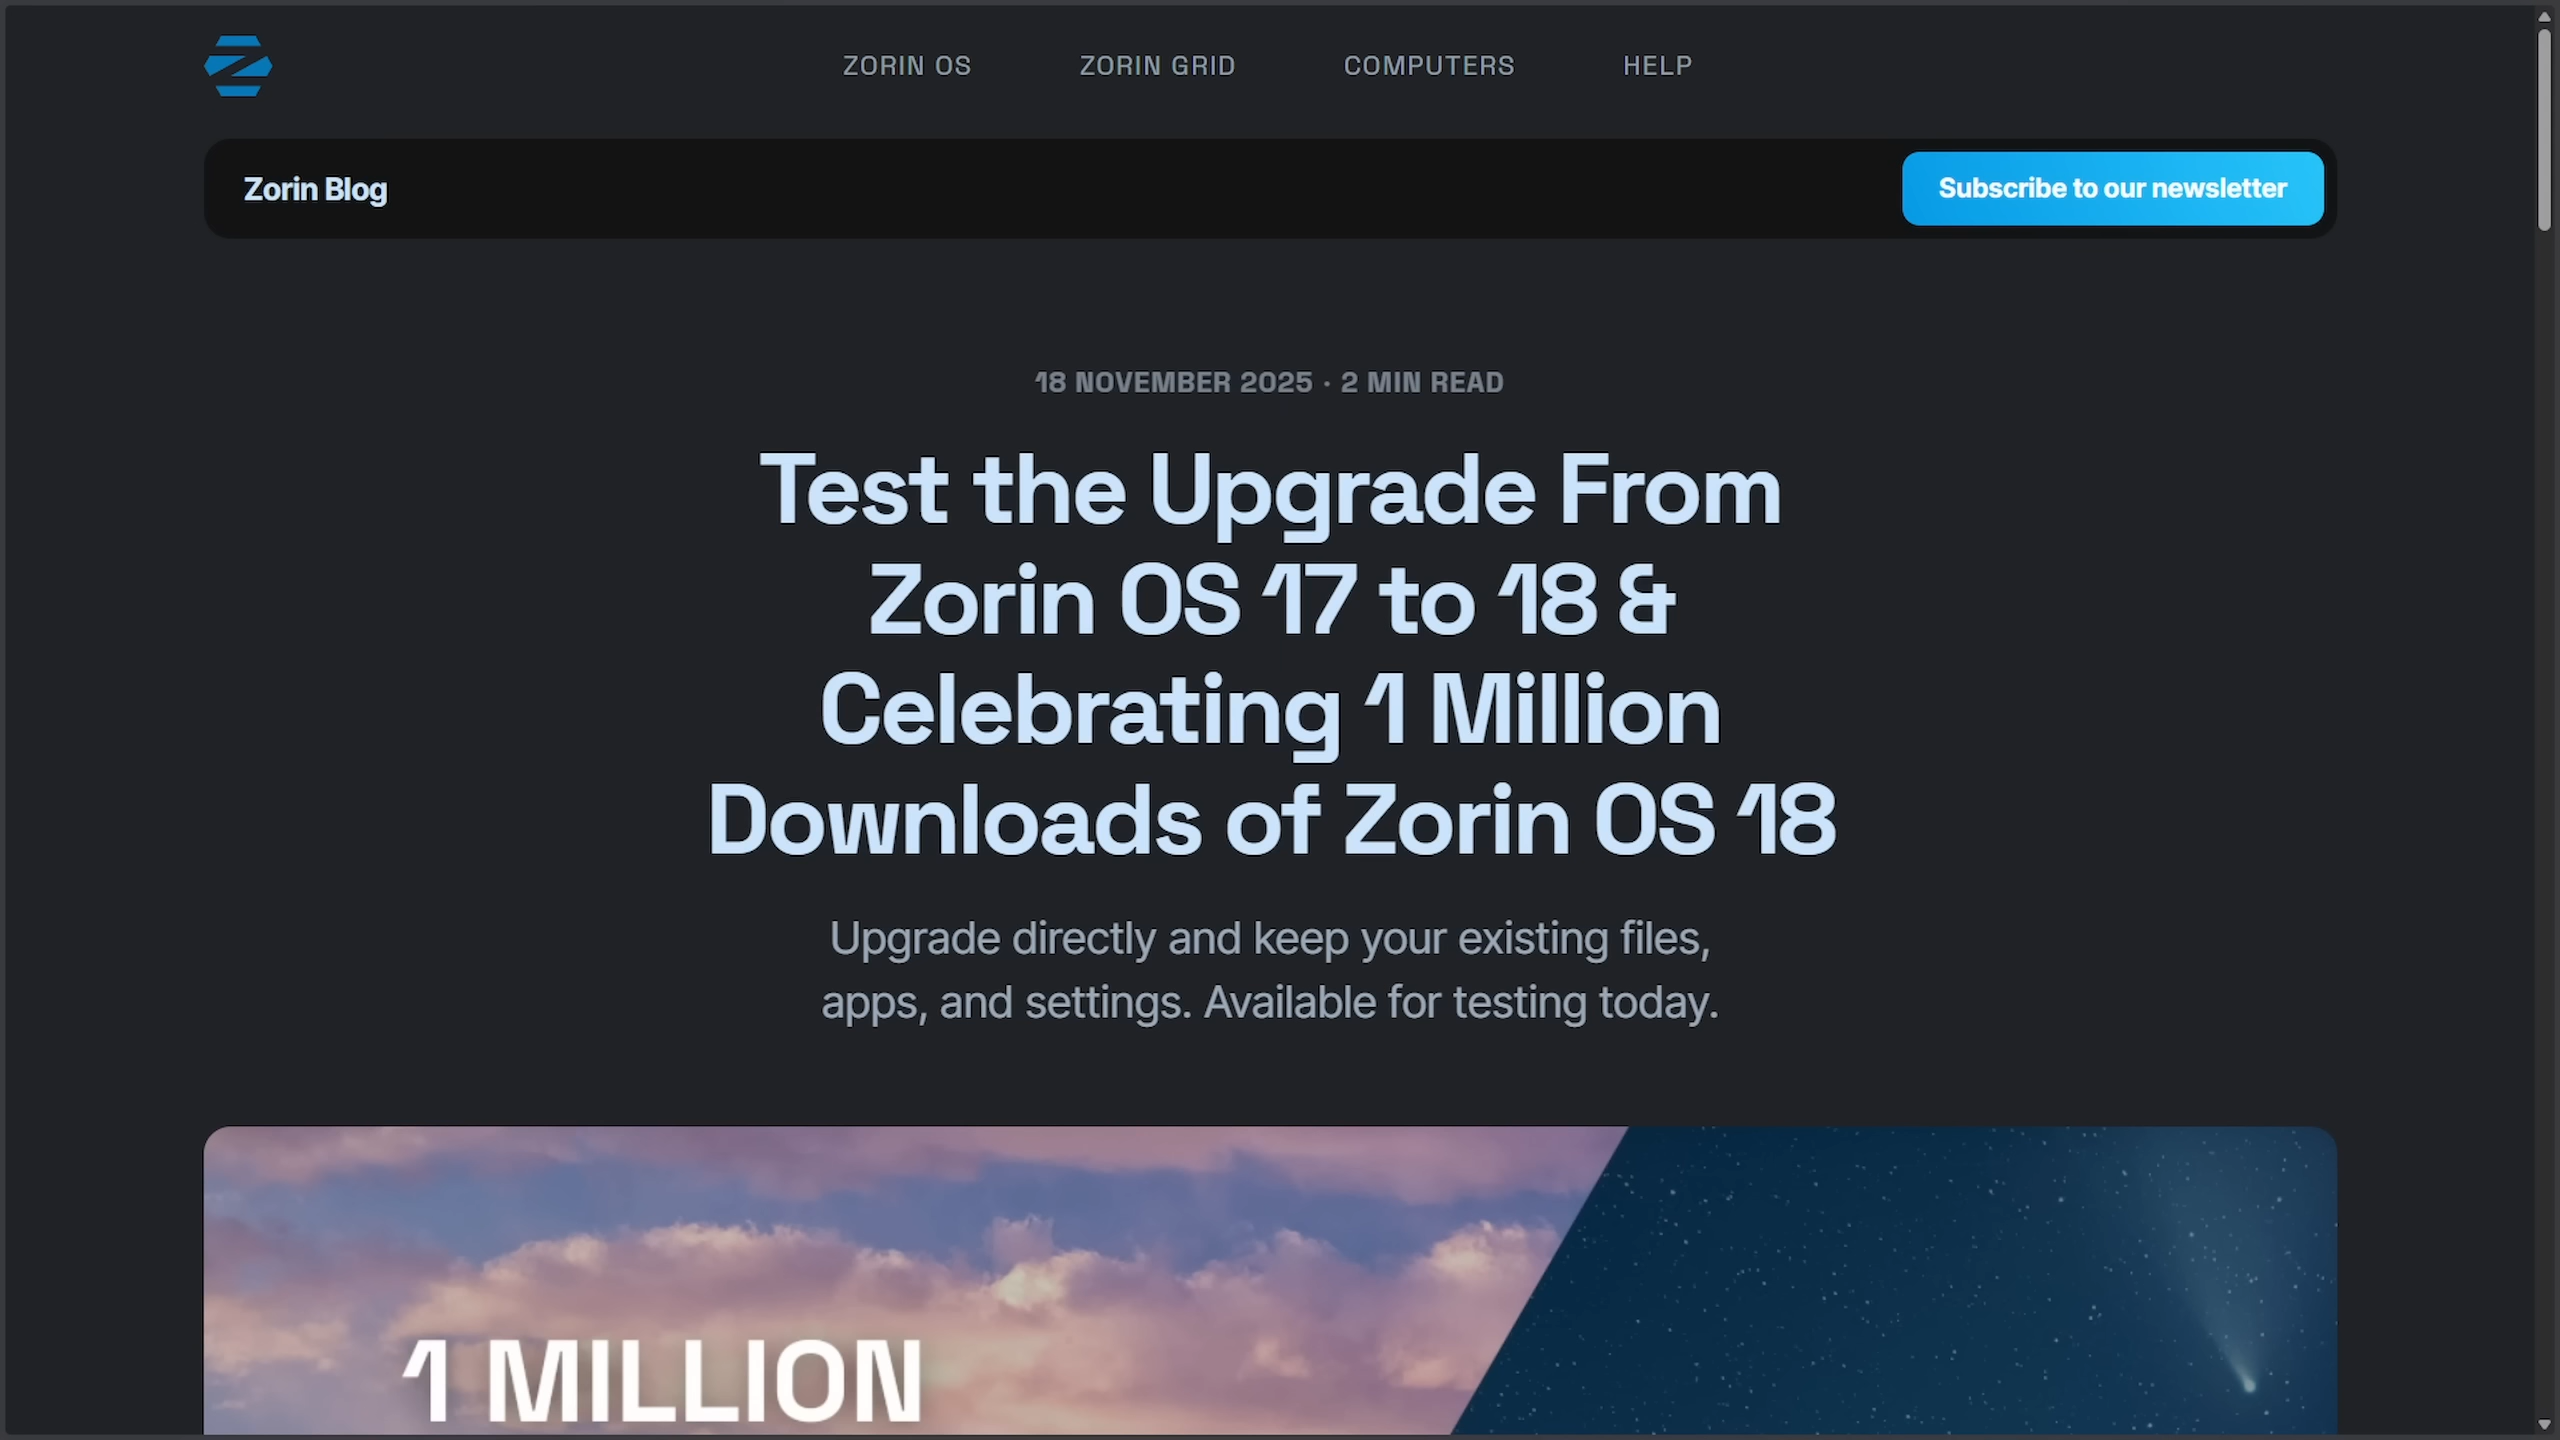 ZORIN OS ZORIN GRID COMPUTERS HELP
Zorin Blog Subscribe to our newsletter
18 NOVEMBER 2025 · 2 MIN READ
Test the Upgrade From
Zorin OS 17 to 18 &
Celebrating 1 Million
Downloads of Zorin OS 18
Upgrade directly and keep your existing files,
apps, and settings. Available for testing today.
1 MILLION